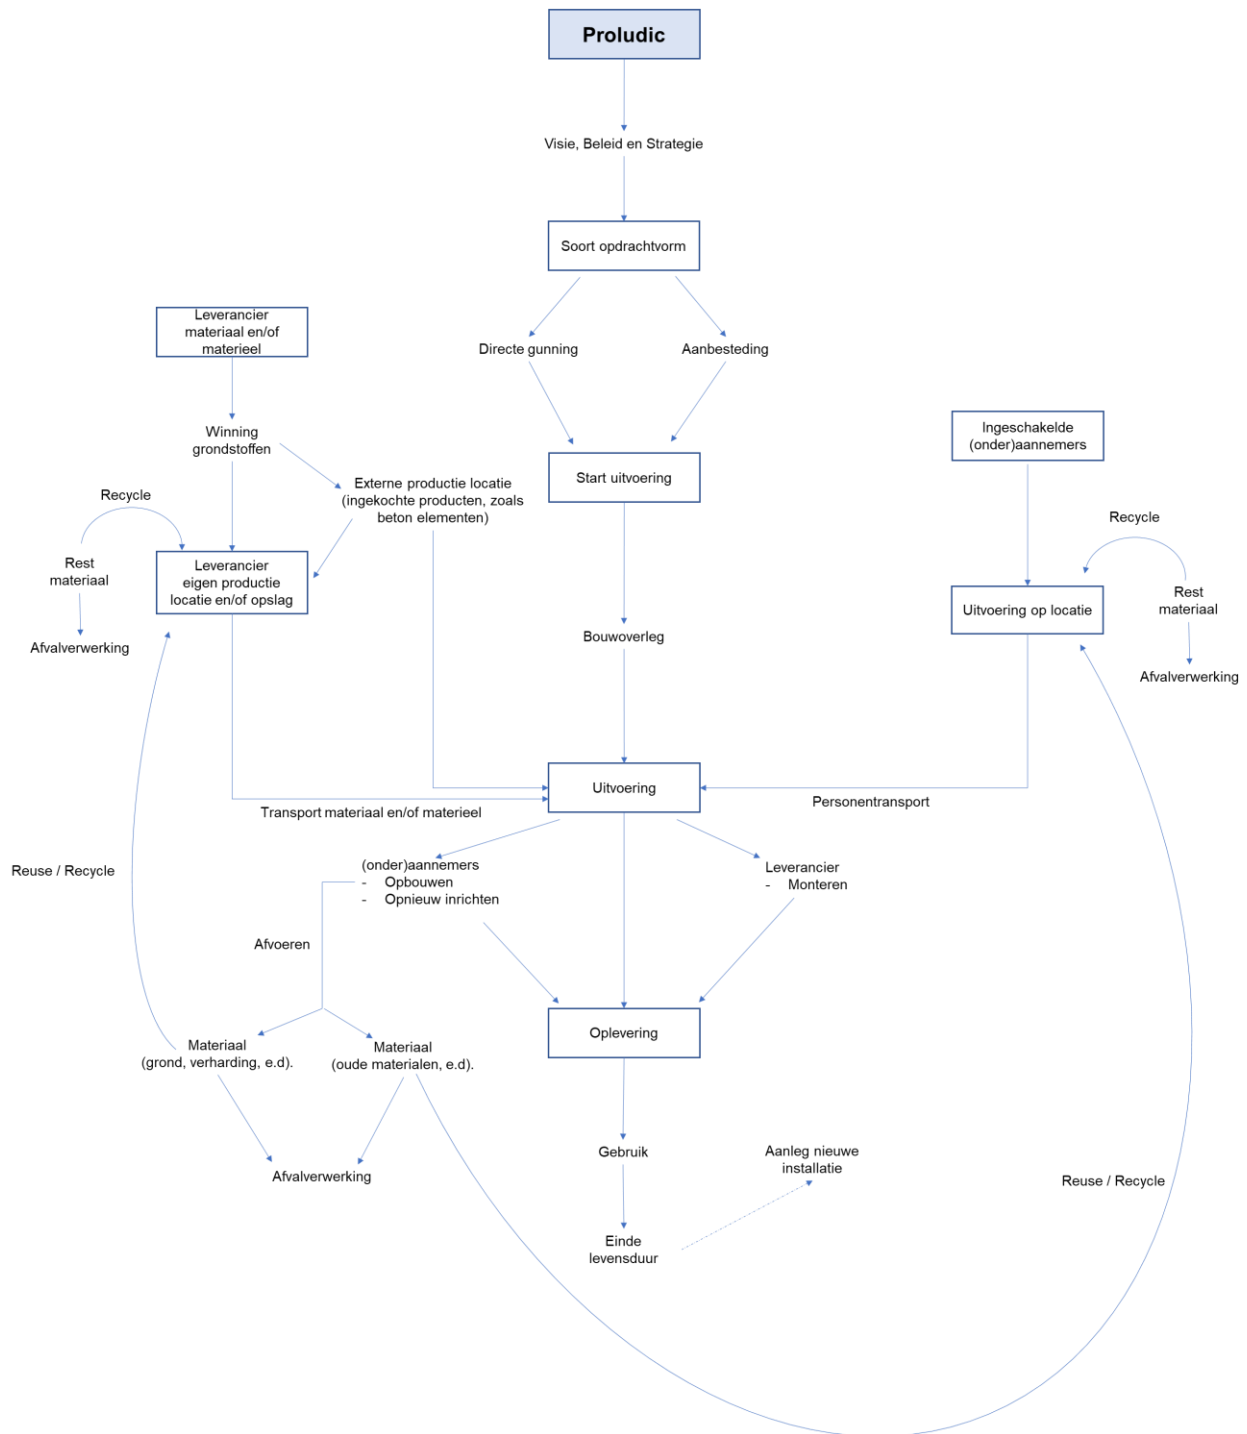 Proludic
Visie, Beleid en Strategie
Soort opdrachtvorm
Leverancier
materiaal en/of
materieel
Directe gunning
Aanbesteding
Winning
grondstoffen
Ingeschakelde
(onder)aannemers
Start uitvoering
Externe productie locatie
(ingekochte producten, zoals
beton elementen)
Recycle
Recycle
Rest
materiaal
Leverancier
eigen productie
locatie en/of opslag
Uitvoering op locatie
Rest
materiaal
Bouwoverleg
Afvalverwerking
Afvalverwerking
Uitvoering
Transport materiaal en/of materieel
Personentransport
Reuse / Recycle
(onder)aannemers
- Opbouwen
- Opnieuw inrichten
Leverancier
- Monteren
Afvoeren
Oplevering
Materiaal
(grond, verharding, e.d).
Materiaal
(oude materialen, e.d).
Gebruik
Aanleg nieuwe
installatie
Afvalverwerking
Reuse / Recycle
Einde
levensduur